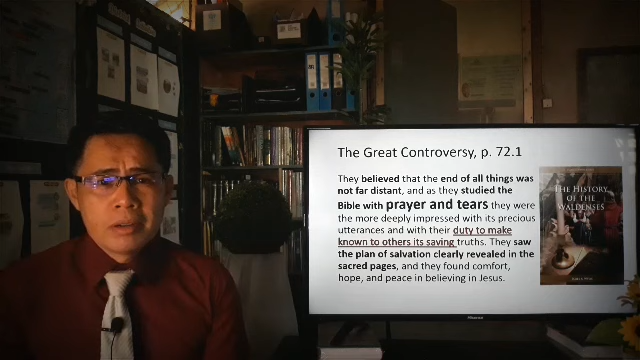 The Great Controversy, p. 72.1
They believed that the end of all things was
not far distant, and as they studied the
Bible with prayer and tears they were
the more deeply impressed with its precious
utterances and with their duty to make
known to others its saving truths. They saw
the plan of salvation clearly revealed in the
sacred pages, and they found comfort,
hope, and peace in believing in Jesus.
THE HISTORY
OF THE
WALDENSES